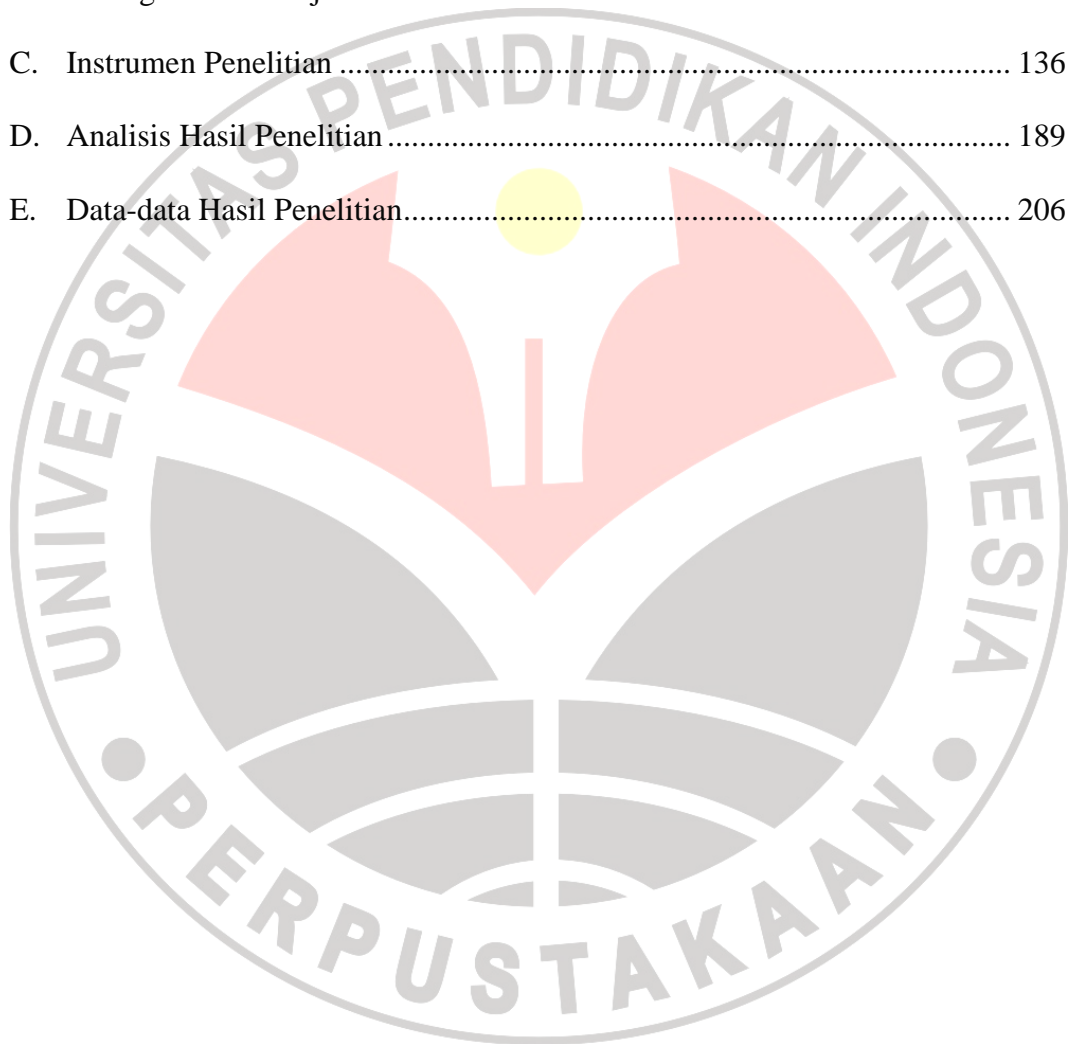 C. Instrumen Penelitian ................................................................................. 136
D. Analisis Hasil Penelitian ........................................................................... 189
E. Data-data Hasil Penelitian......................................................................... 206
UNIVERSITAS PENDIDIKAN INDONESIA
PERPUSTAKAAN